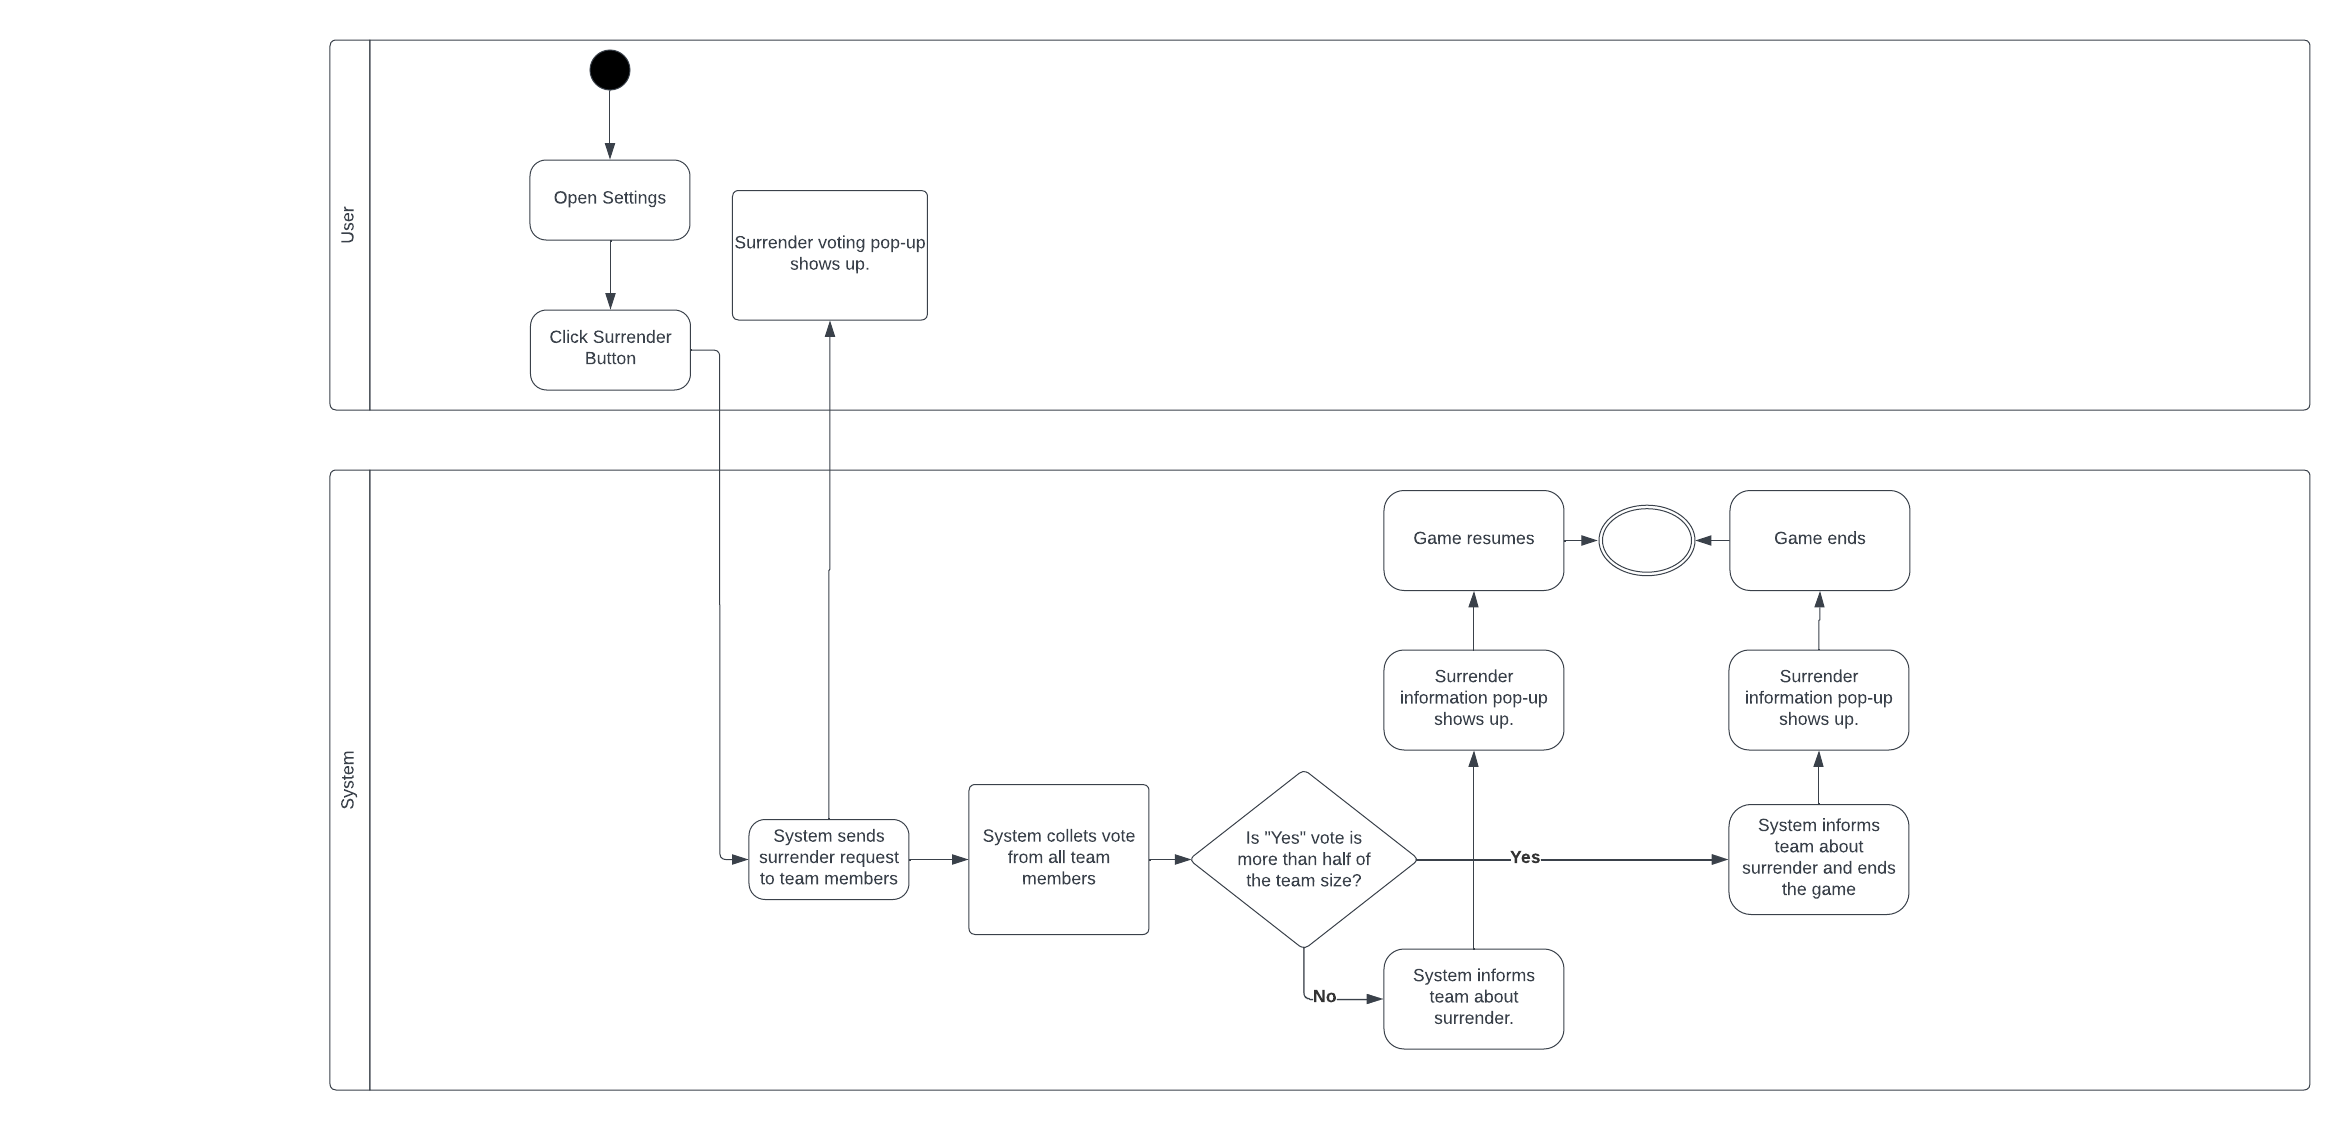 User
Open Settings
Surrender voting pop-up
shows up.
Click Surrender
Button
System
Game resumes
Game ends
Surrender
information pop-up
shows up.
Surrender
information pop-up
shows up.
System sends
surrender request
to team members
System collets vote
from all team
members
Is "Yes" vote is
more than half of
the team size?
Yes
System informs
team about
surrender and ends
the game
No
System informs
team about
surrender.